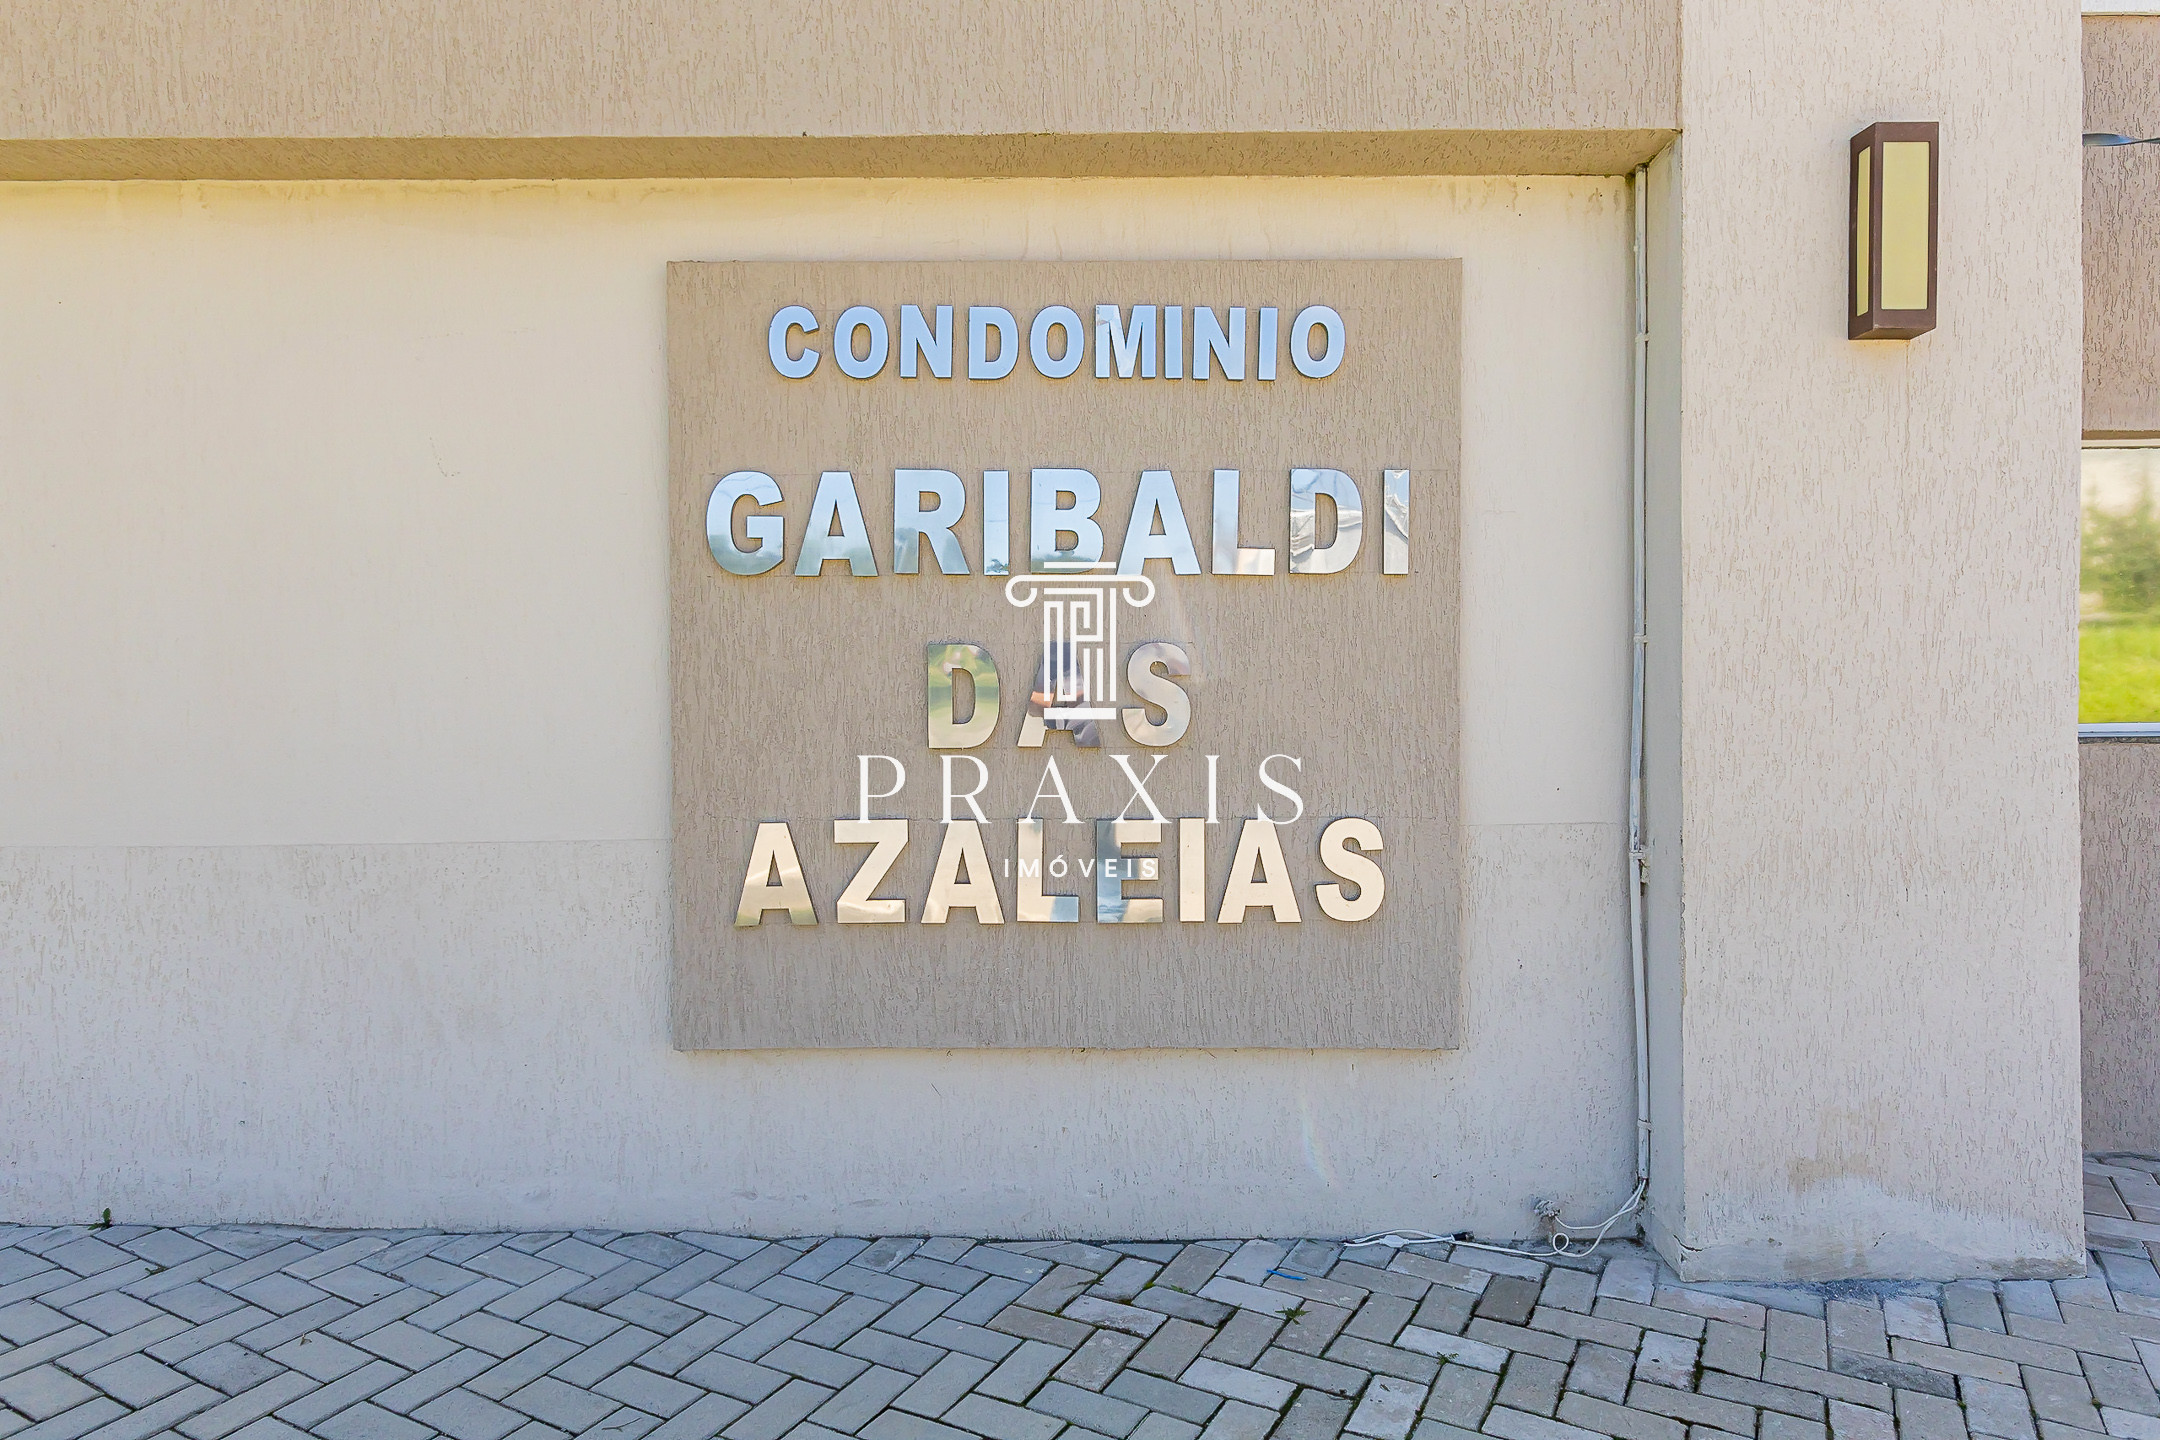 CONDOMINIO
GARIBALDI
DAS
PRAXIS
AZALEIAS
IMÓVEIS